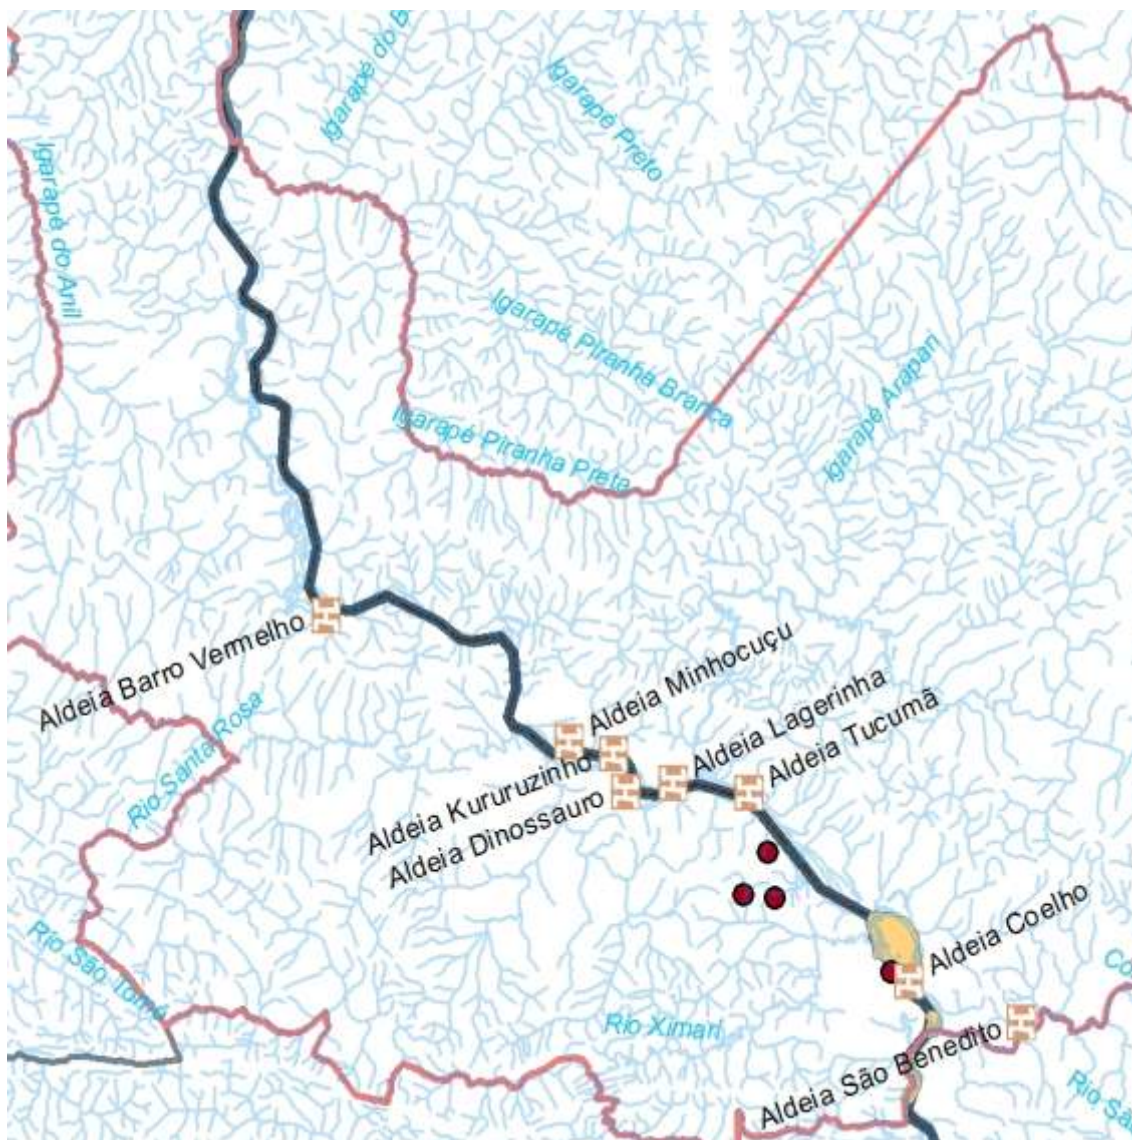 Igarapé do B
Igarapé Preto
Igarapé do Anil
Igarapé Piranha Branca
Igarapé Arapari
Igarapé Piranha Preta
Aldeia Barro Vermelho
Aldeia Minhocuçu
Aldeia Lagerinha
Aldeia Tucumã
Rio Santa Rosa
Aldeia Kururuzinho
Aldeia Dinossauro
Aldeia Coelho
Rio São Tomé
Co
Rio Ximari
Aldeia São Benedito
Rio Sã